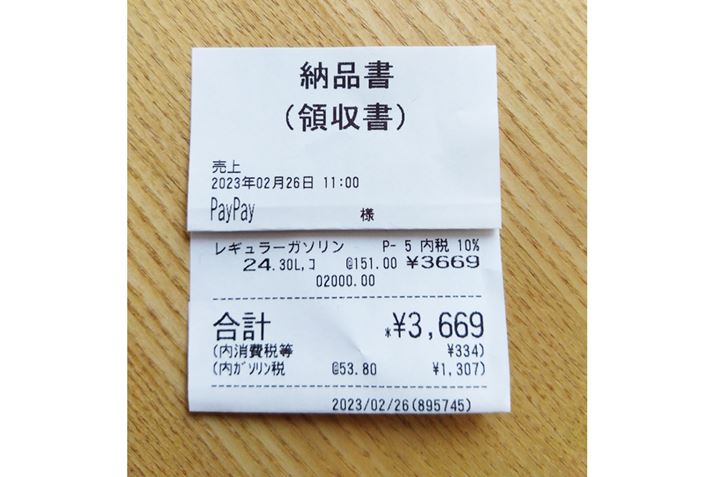 納品書
(領収書)
売上
2023年02月26日 11:00
PayPay 様
レギュラーガソリン P- 5 内税 10%
24.30L,コ @151.00 ¥3669
02000.00
合計 *¥3,669
(内消費税等 ¥334)
(内ガソリン税 @53.80 ¥1,307)
2023/02/26(895745)